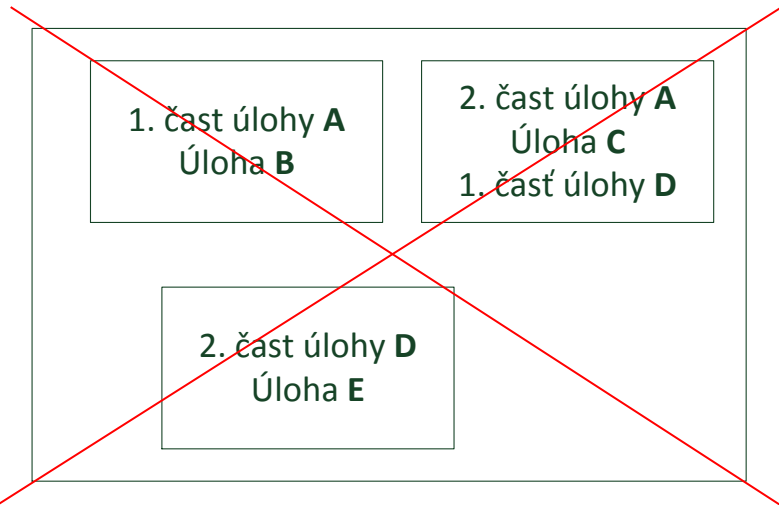 1. čast úlohy A
Úloha B
2. čast úlohy A
Úloha C
1. časť úlohy D
2. čast úlohy D
Úloha E